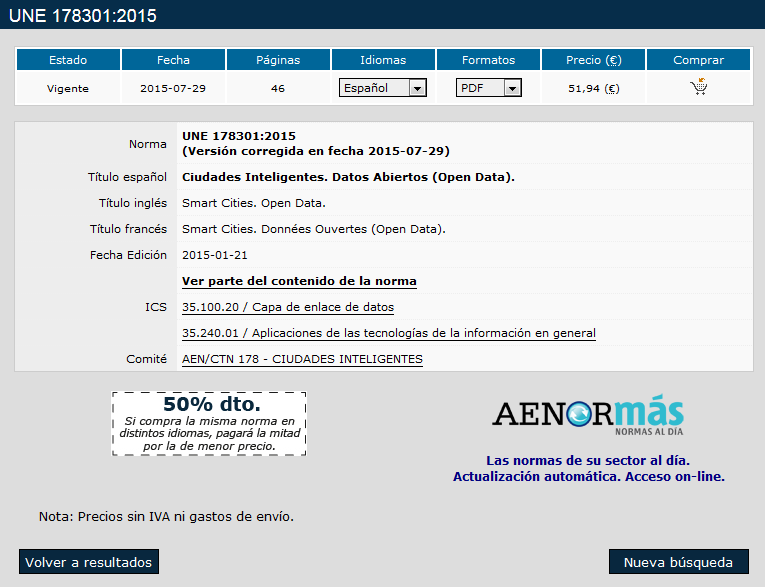 UNE 178301:2015
Estado Fecha Páginas Idiomas Formatos Precio (€) Comprar
Vigente 2015-07-29 46 Español PDF 51,94 (€)
Norma UNE 178301:2015
(Versión corregida en fecha 2015-07-29)
Título español Ciudades Inteligentes. Datos Abiertos (Open Data).
Título inglés Smart Cities. Open Data.
Título francés Smart Cities. Données Ouvertes (Open Data).
Fecha Edición 2015-01-21
Ver parte del contenido de la norma
ICS 35.100.20 / Capa de enlace de datos
35.240.01 / Aplicaciones de las tecnologías de la información en general
Comité AEN/CTN 178 - CIUDADES INTELIGENTES
50% dto.
Si compra la misma norma en
distintos idiomas, pagará la mitad
por la de menor precio.
AENORmás
NORMAS AL DÍA
Las normas de su sector al día.
Actualización automática. Acceso on-line.
Nota: Precios sin IVA ni gastos de envío.
Volver a resultados Nueva búsqueda